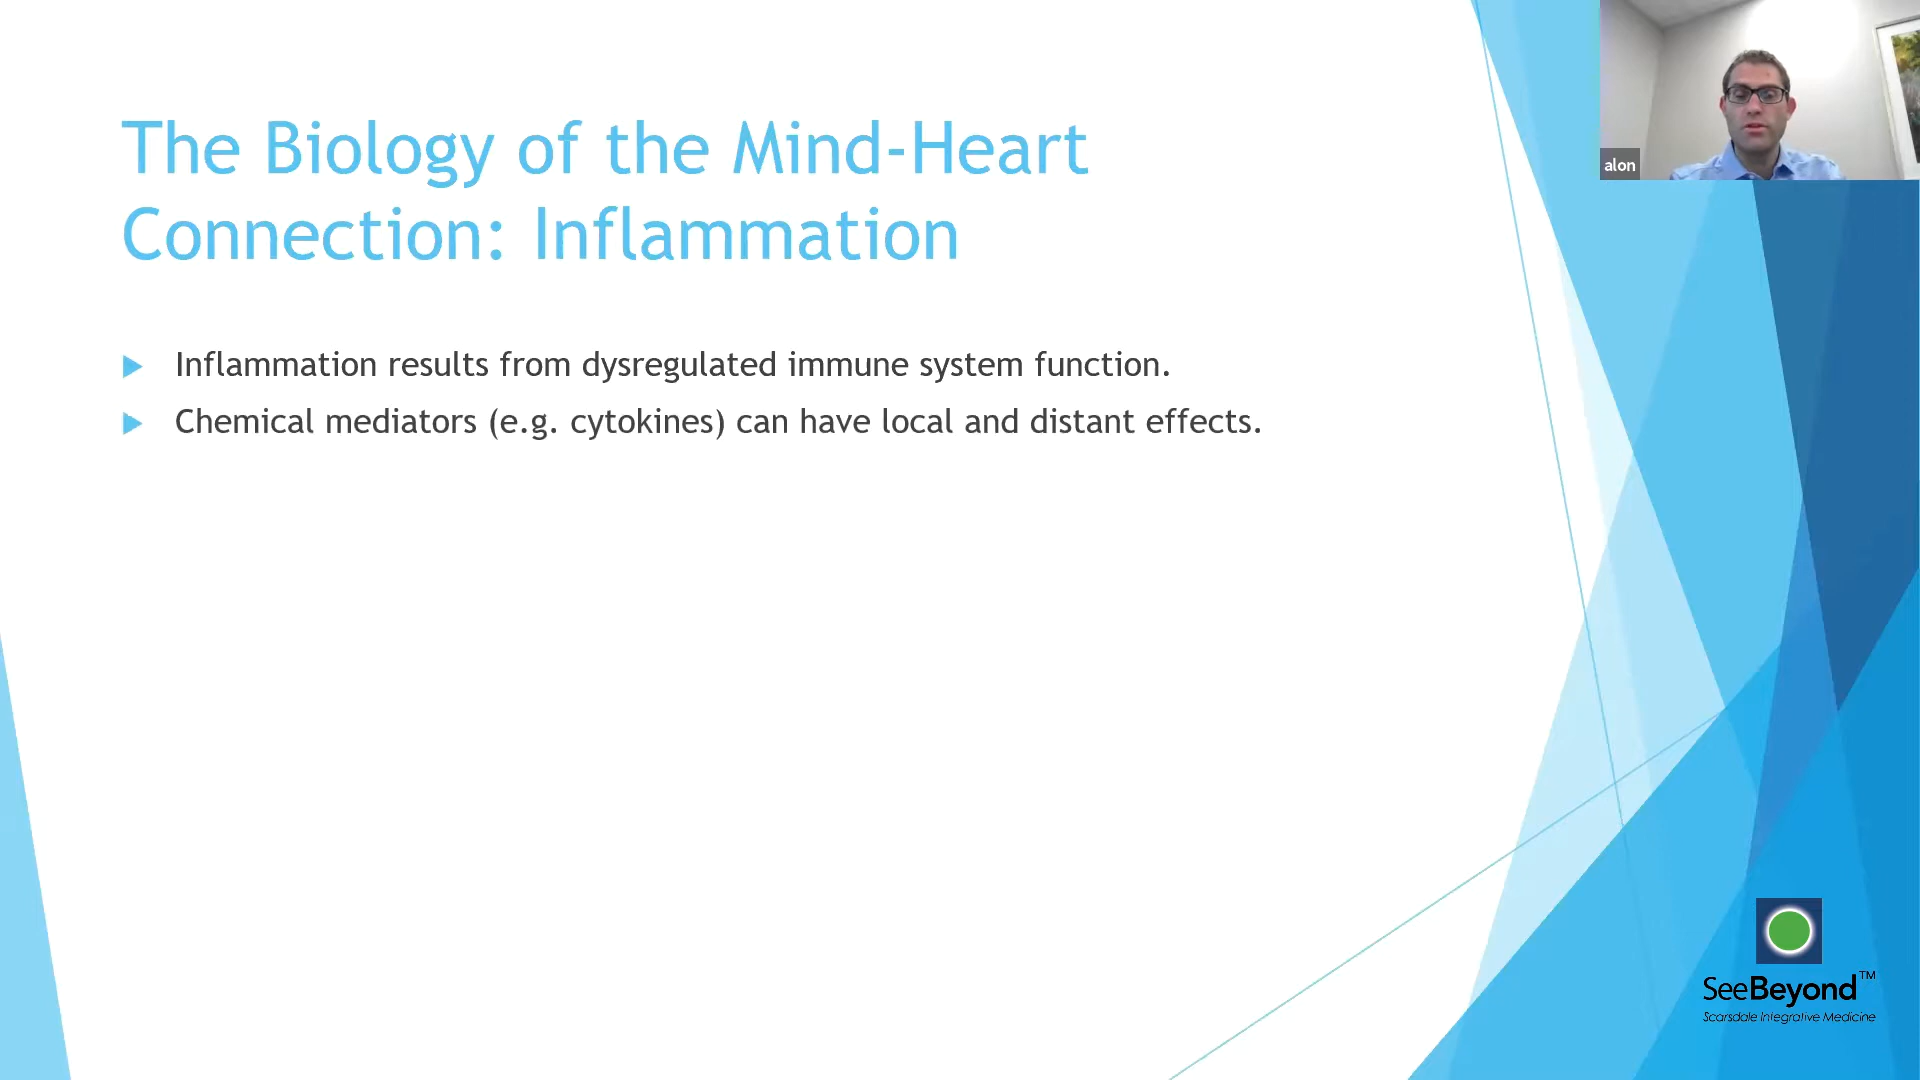 The Biology of the Mind-Heart
Connection: Inflammation
Inflammation results from dysregulated immune system function.
Chemical mediators (e.g. cytokines) can have local and distant effects.
alon
SeeBeyond™
Scarsdale Integrative Medicine